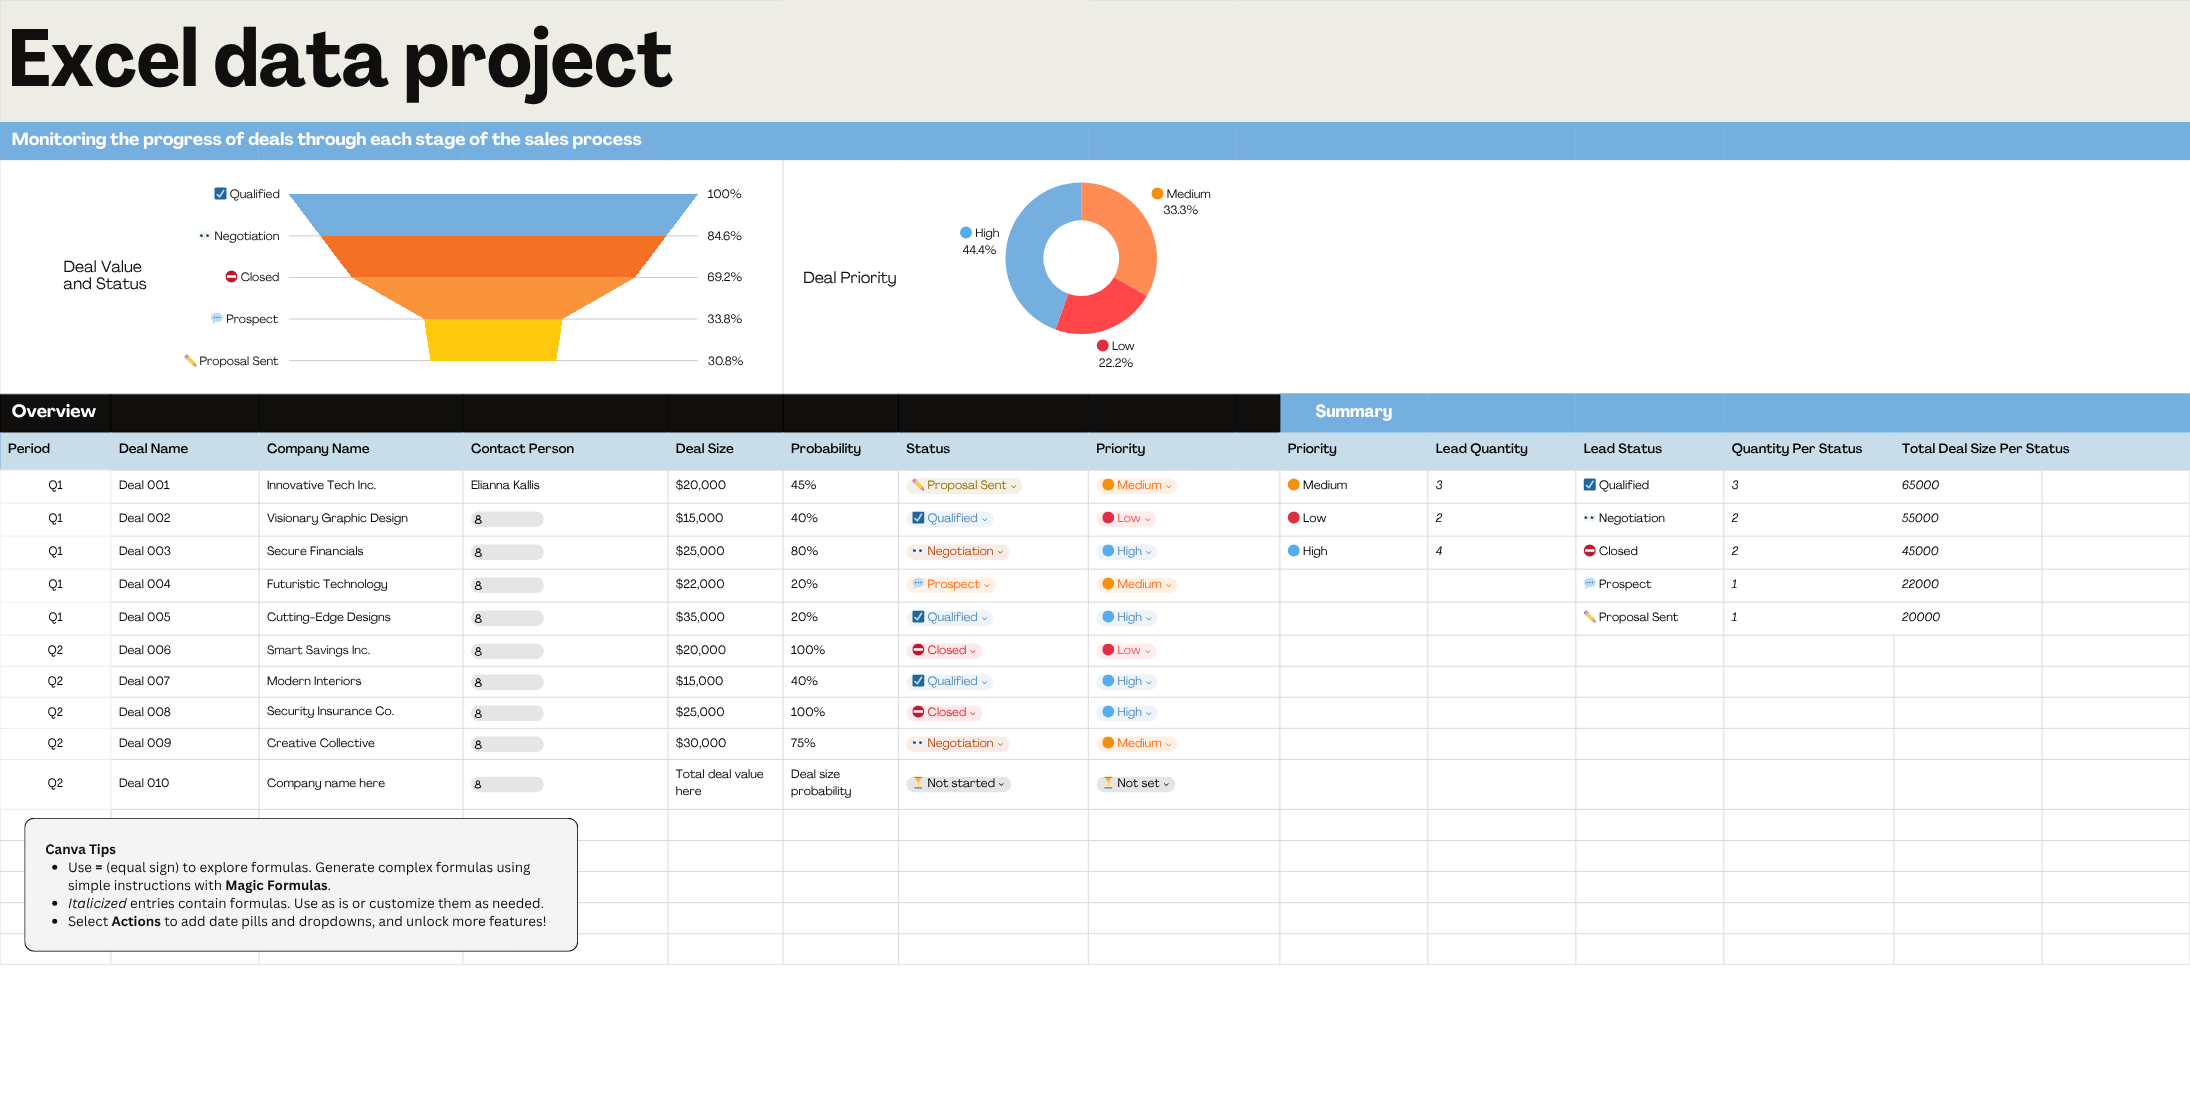 Excel data project
Monitoring the progress of deals through each stage of the sales process
Deal Value
and Status
Qualified 100%
Negotiation 84.6%
Closed 69.2%
Prospect 33.8%
Proposal Sent 30.8%
Deal Priority
Medium
33.3%
High
44.4%
Low
22.2%
Overview Summary
Period Deal Name Company Name Contact Person Deal Size Probability Status Priority Priority Lead Quantity Lead Status Quantity Per Status Total Deal Size Per Status
Q1 Deal 001 Innovative Tech Inc. Elianna Kallis $20,000 45% Proposal Sent Medium Medium 3 Qualified 3 65000
Q1 Deal 002 Visionary Graphic Design $15,000 40% Qualified Low Low 2 Negotiation 2 55000
Q1 Deal 003 Secure Financials $25,000 80% Negotiation High High 4 Closed 2 45000
Q1 Deal 004 Futuristic Technology $22,000 20% Prospect Medium Prospect 1 22000
Q1 Deal 005 Cutting-Edge Designs $35,000 20% Qualified High Proposal Sent 1 20000
Q2 Deal 006 Smart Savings Inc. $20,000 100% Closed Low
Q2 Deal 007 Modern Interiors $15,000 40% Qualified High
Q2 Deal 008 Security Insurance Co. $25,000 100% Closed High
Q2 Deal 009 Creative Collective $30,000 75% Negotiation Medium
Q2 Deal 010 Company name here Total deal value here Deal size probability Not started Not set
Canva Tips
Use = (equal sign) to explore formulas. Generate complex formulas using
simple instructions with Magic Formulas.
Italicized entries contain formulas. Use as is or customize them as needed.
Select Actions to add date pills and dropdowns, and unlock more features!